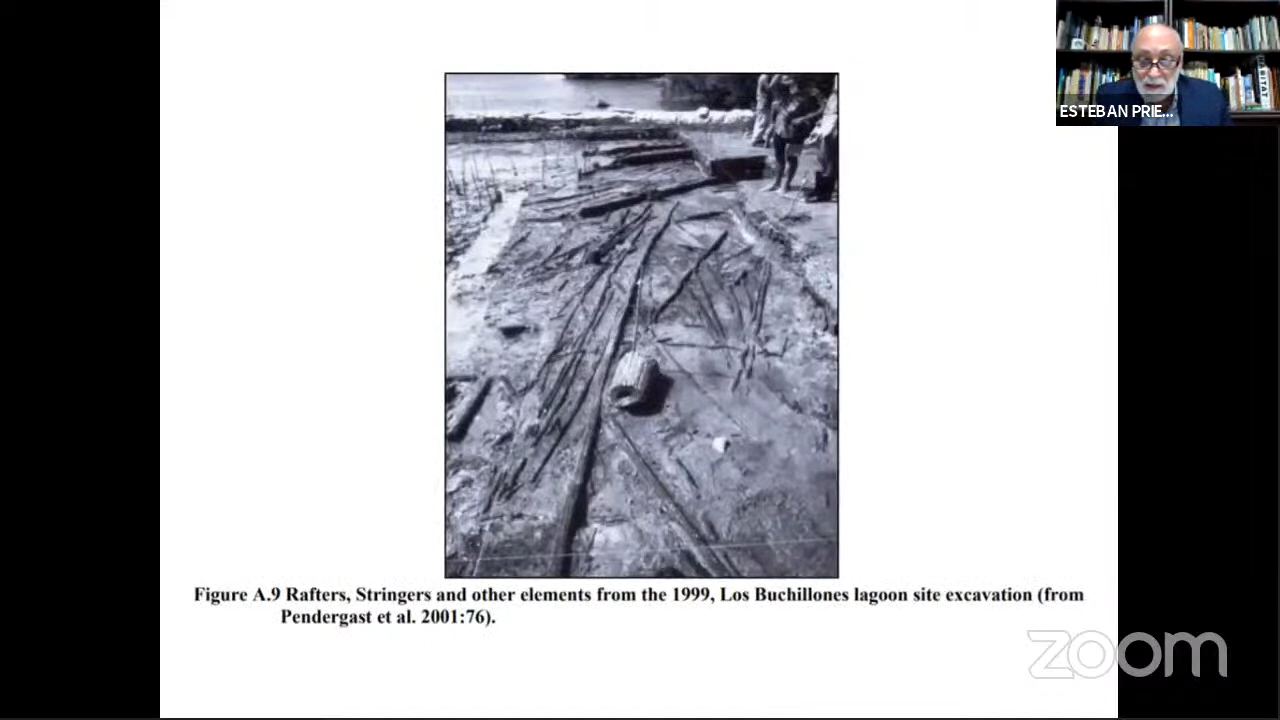 ESTEBAN PRIE...
HABITAT
Figure A.9 Rafters, Stringers and other elements from the 1999, Los Buchillones lagoon site excavation (from
Pendergast et al. 2001:76).
zoom